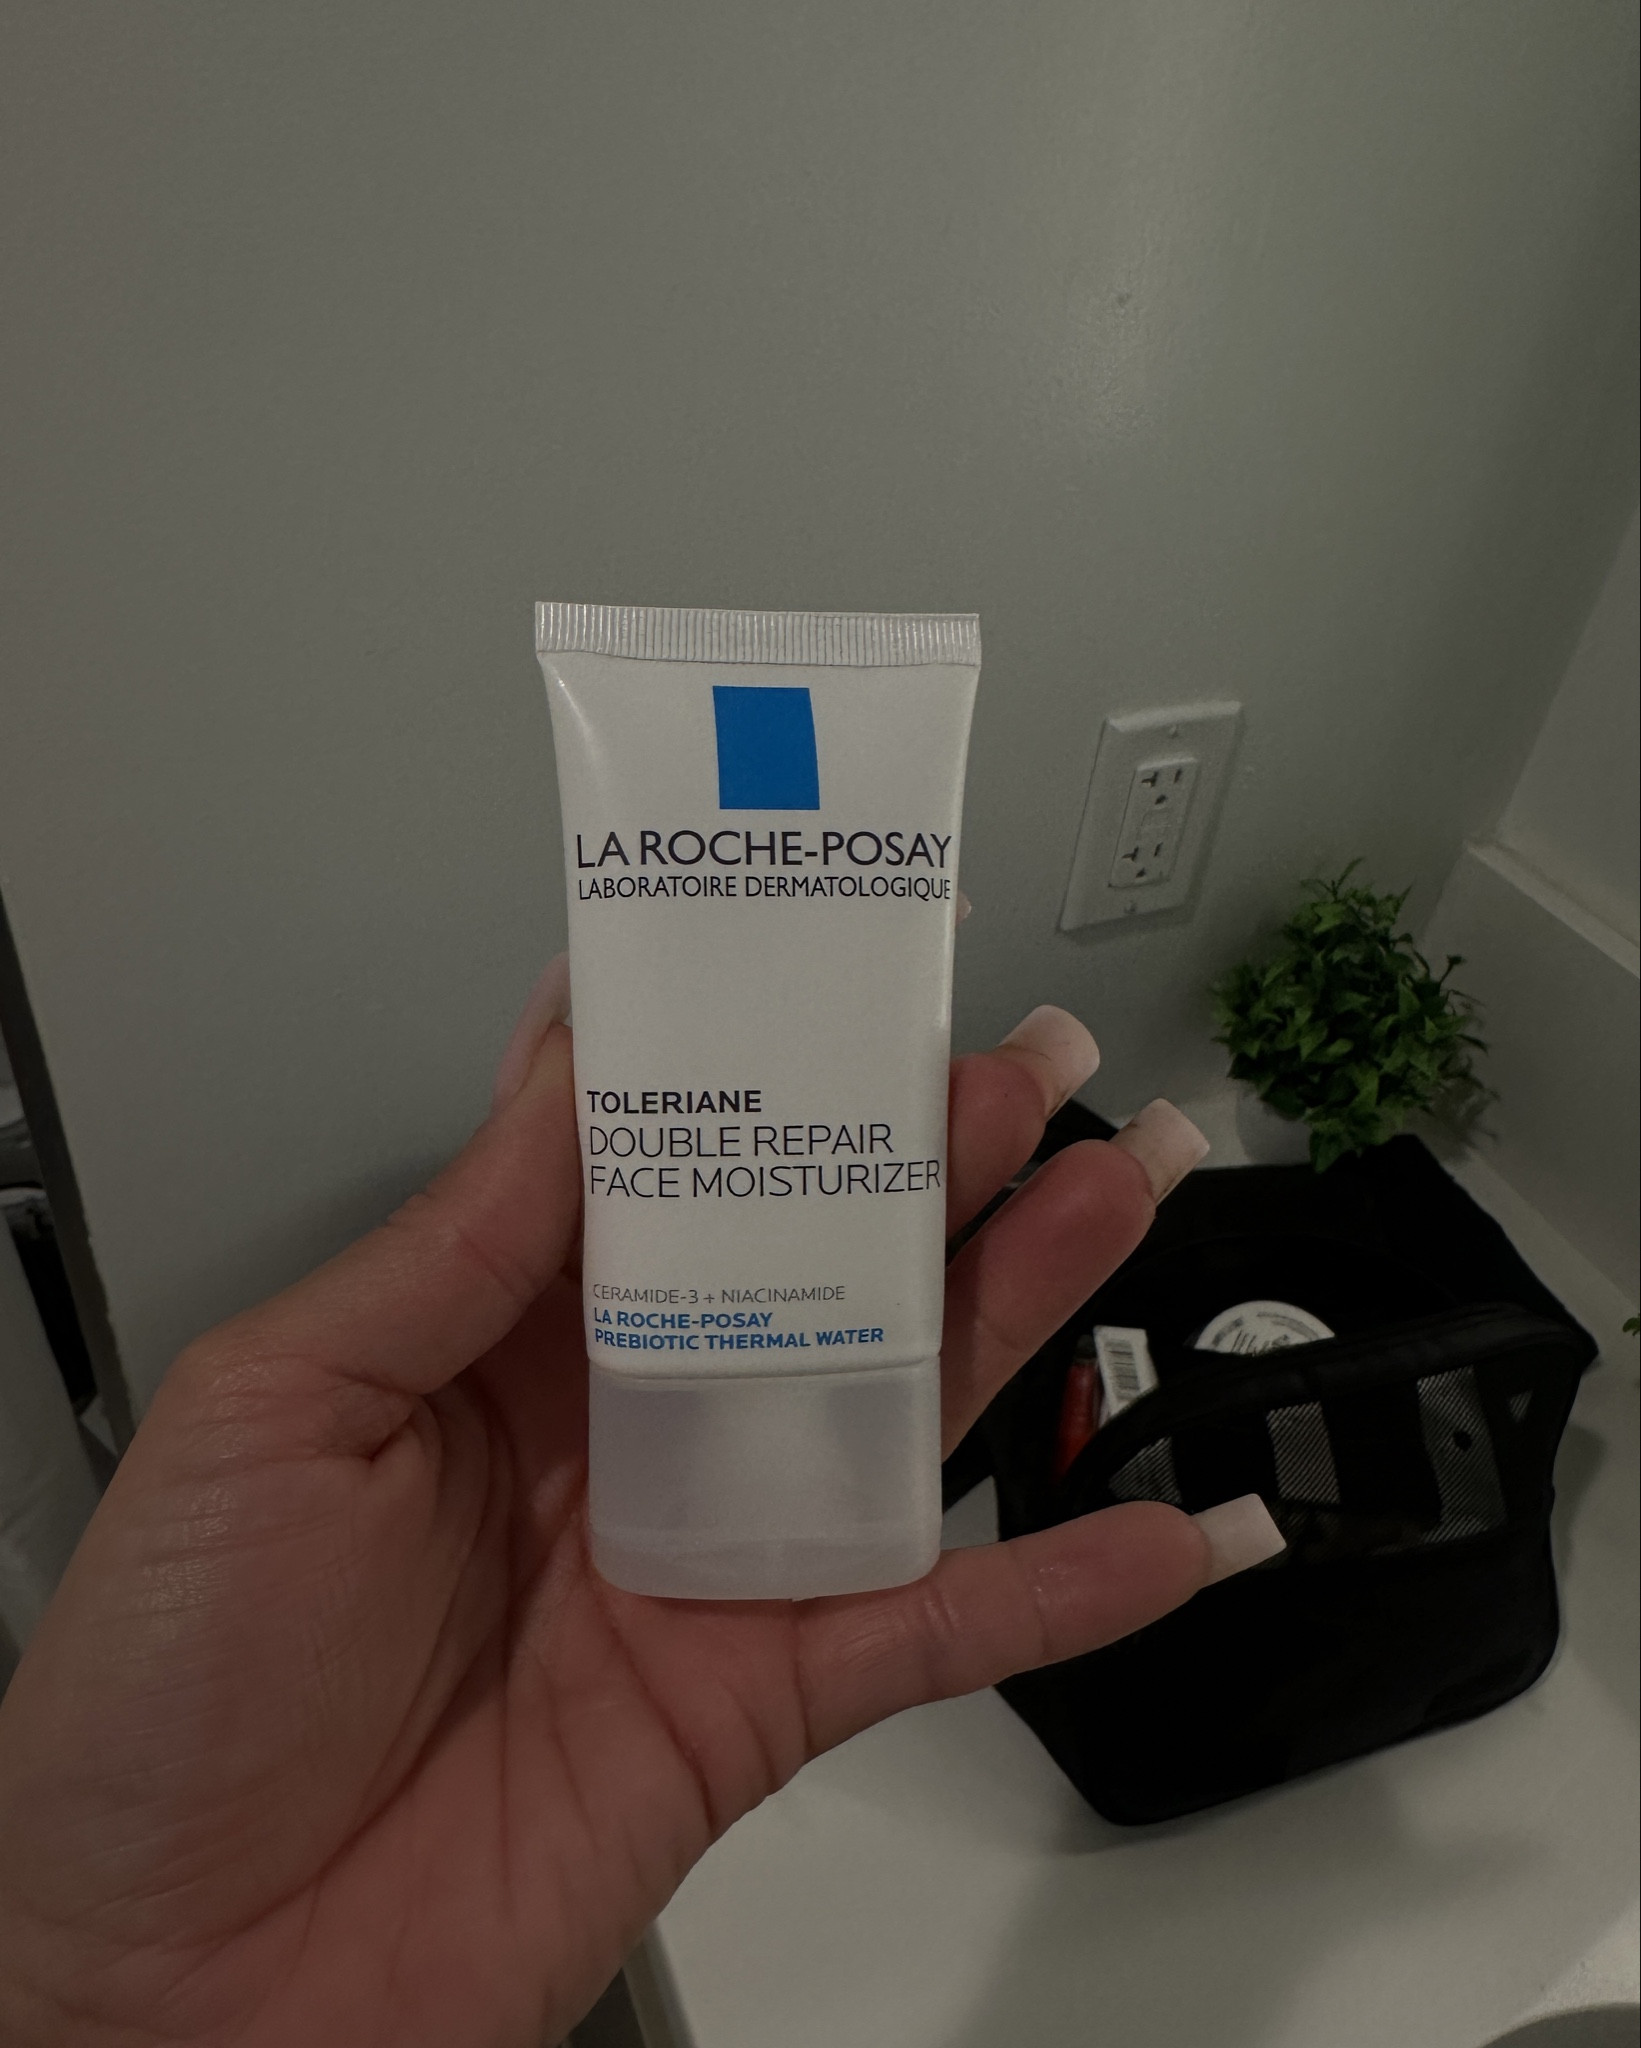 LA ROCHE-POSAY
LABORATOIRE DERMATOLOGIQUE
TOLERIANE
DOUBLE REPAIR
FACE MOISTURIZER
CERAMIDE-3 + NIACINAMIDE
LA ROCHE-POSAY
PREBIOTIC THERMAL WATER